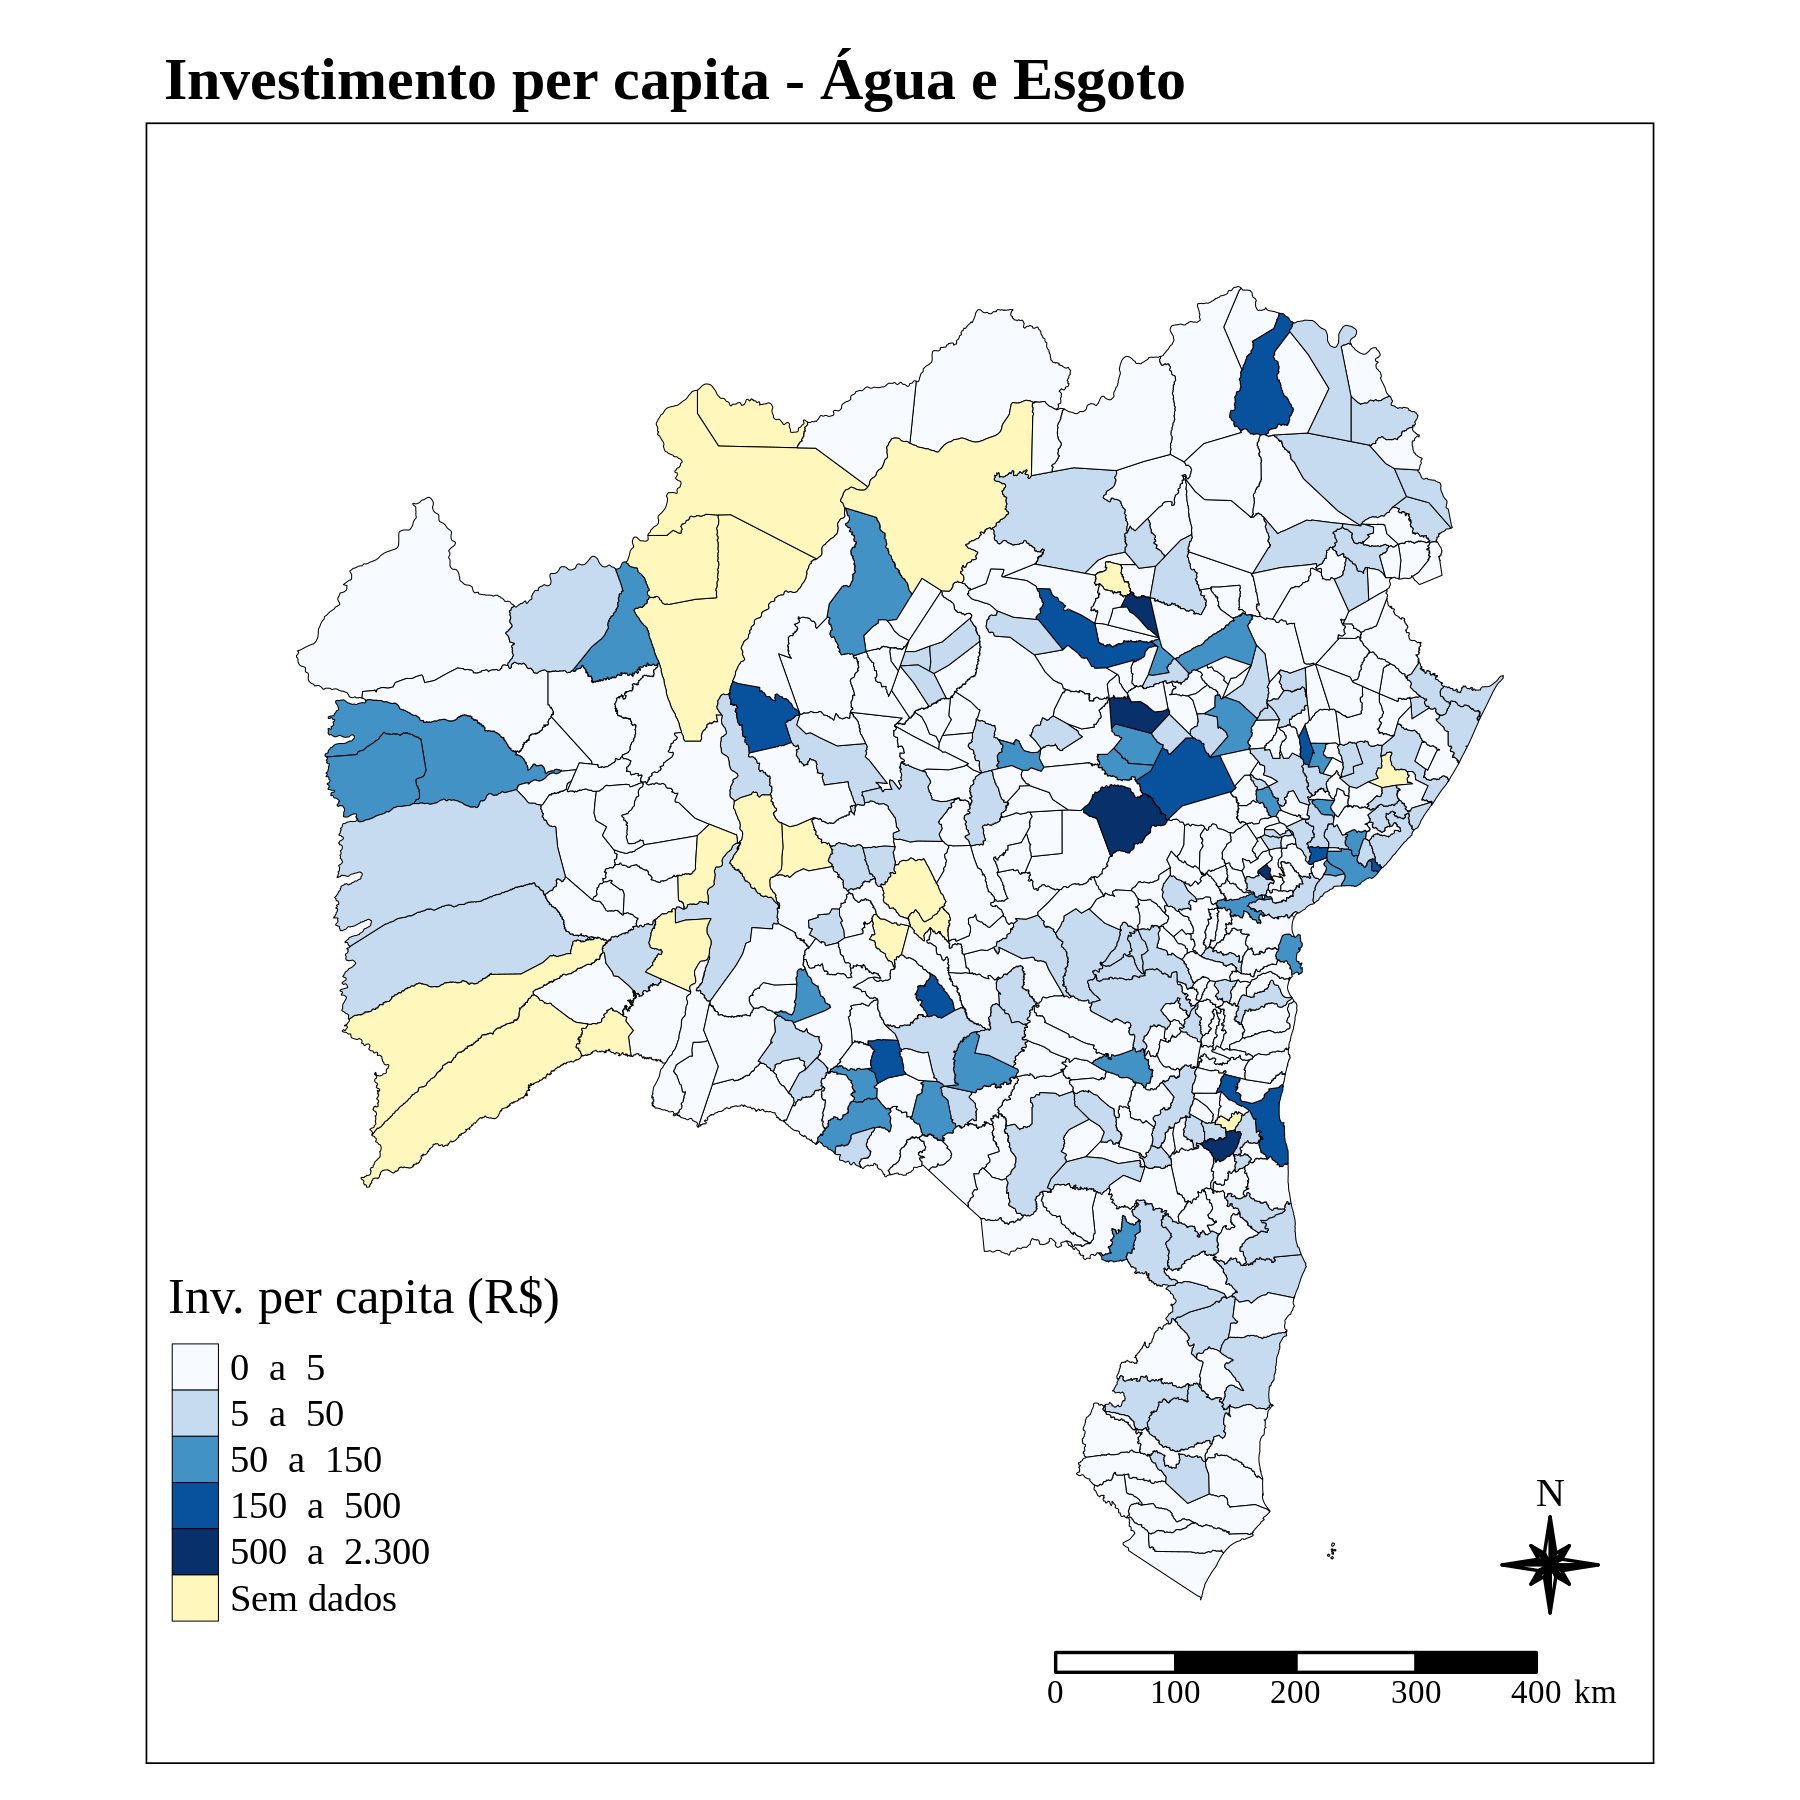 Investimento per capita - Água e Esgoto
Inv. per capita (R$)
0 a 5
5 a 50
50 a 150
150 a 500
500 a 2.300
Sem dados
N
0 100 200 300 400 km